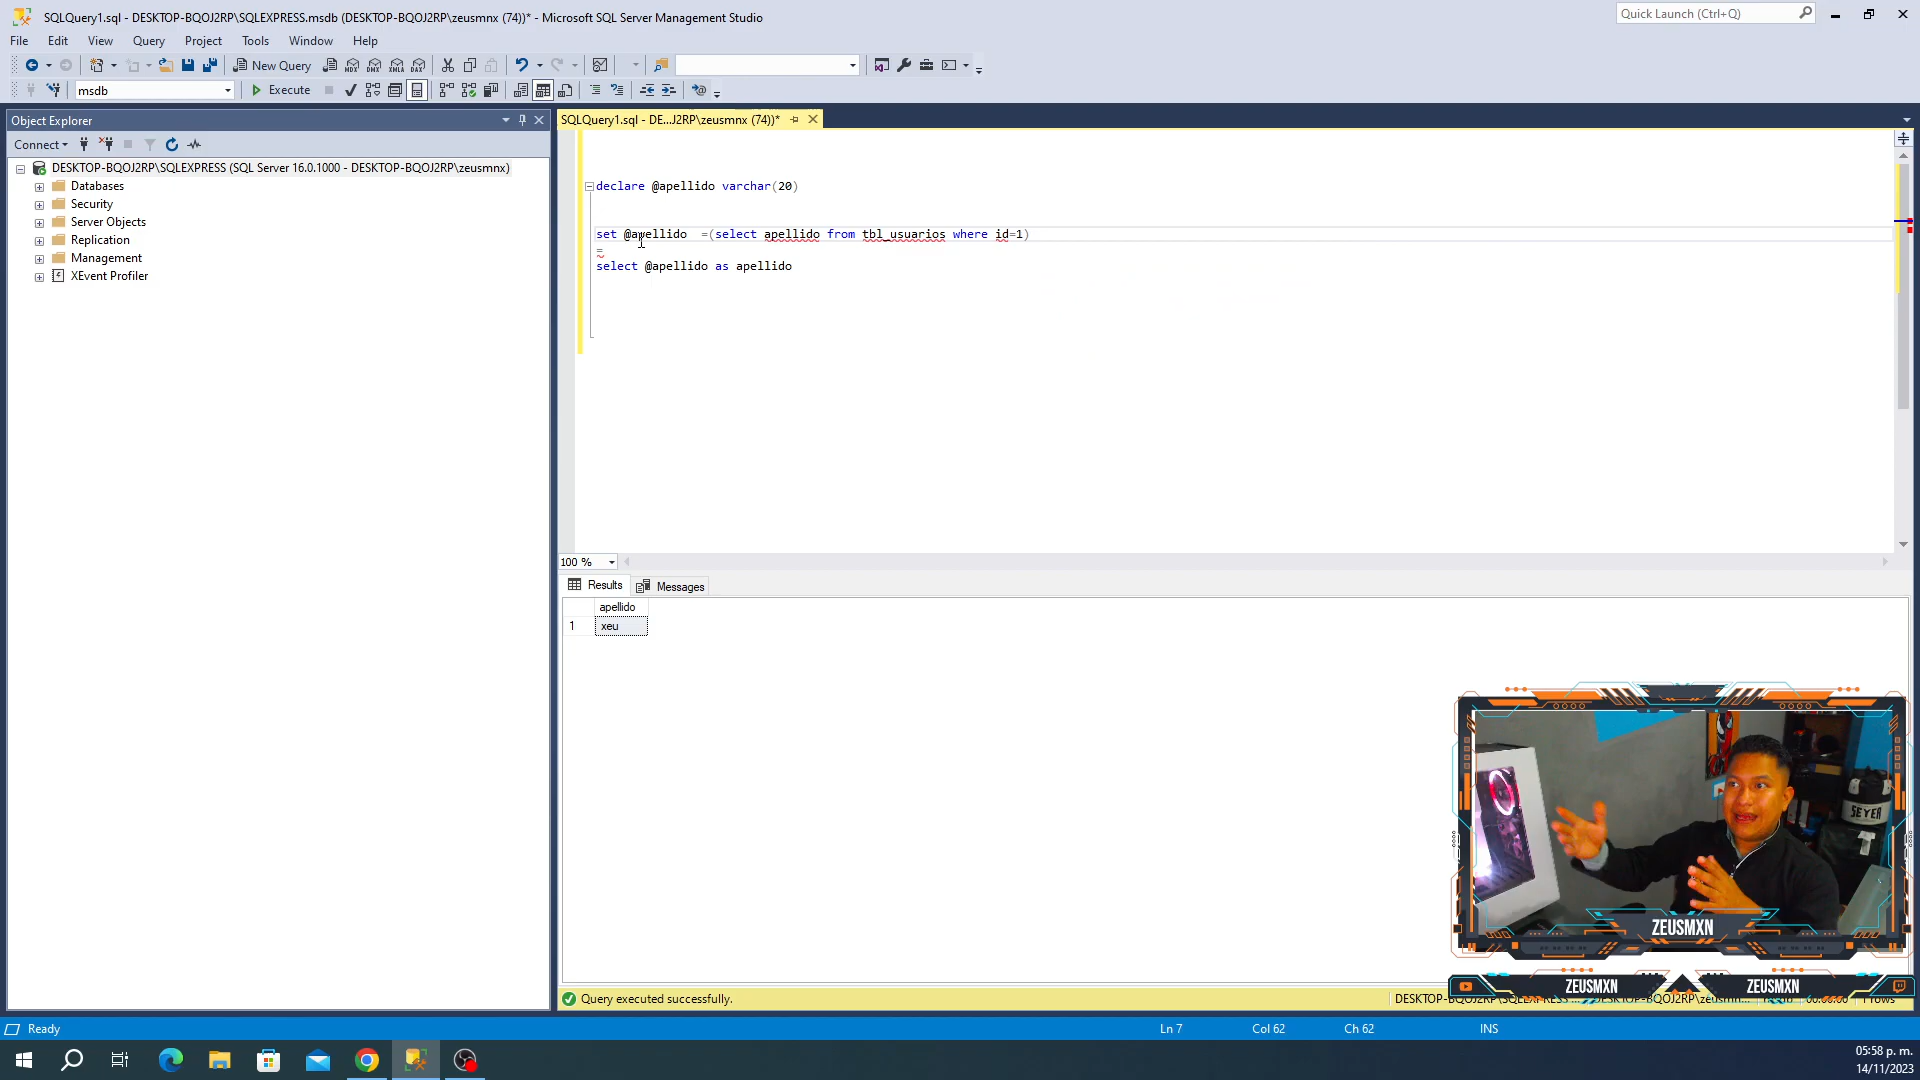 SQLQuery1.sql - DESKTOP-BQOJ2RP\SQLEXPRESS.msdb (DESKTOP-BQOJ2RP\zeusmnx (74))* - Microsoft SQL Server Management Studio
Quick Launch (Ctrl+Q)
File Edit View Query Project Tools Window Help
New Query
msdb
Execute
Object Explorer
SQLQuery1.sql - DE...J2RP\zeusmnx (74))*
Connect
DESKTOP-BQOJ2RP\SQLEXPRESS (SQL Server 16.0.1000 - DESKTOP-BQOJ2RP\zeusmnx)
Databases
Security
Server Objects
Replication
Management
XEvent Profiler
declare @apellido varchar(20)
set @apellido =(select apellido from tbl_usuarios where id=1)
=
select @apellido as apellido
100 %
Results Messages
apellido
1 xeu
SEYER
ZEUSMXN
ZEUSMXN ZEUSMXN
Query executed successfully.
Ready
Ln 7 Col 62 Ch 62 INS
05:58 p. m.
14/11/2023